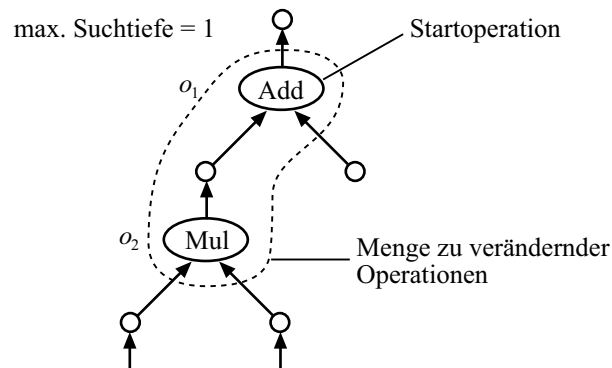 max. Suchtiefe = 1
Startoperation
o1
Add
o2
Mul
Menge zu verändernder
Operationen